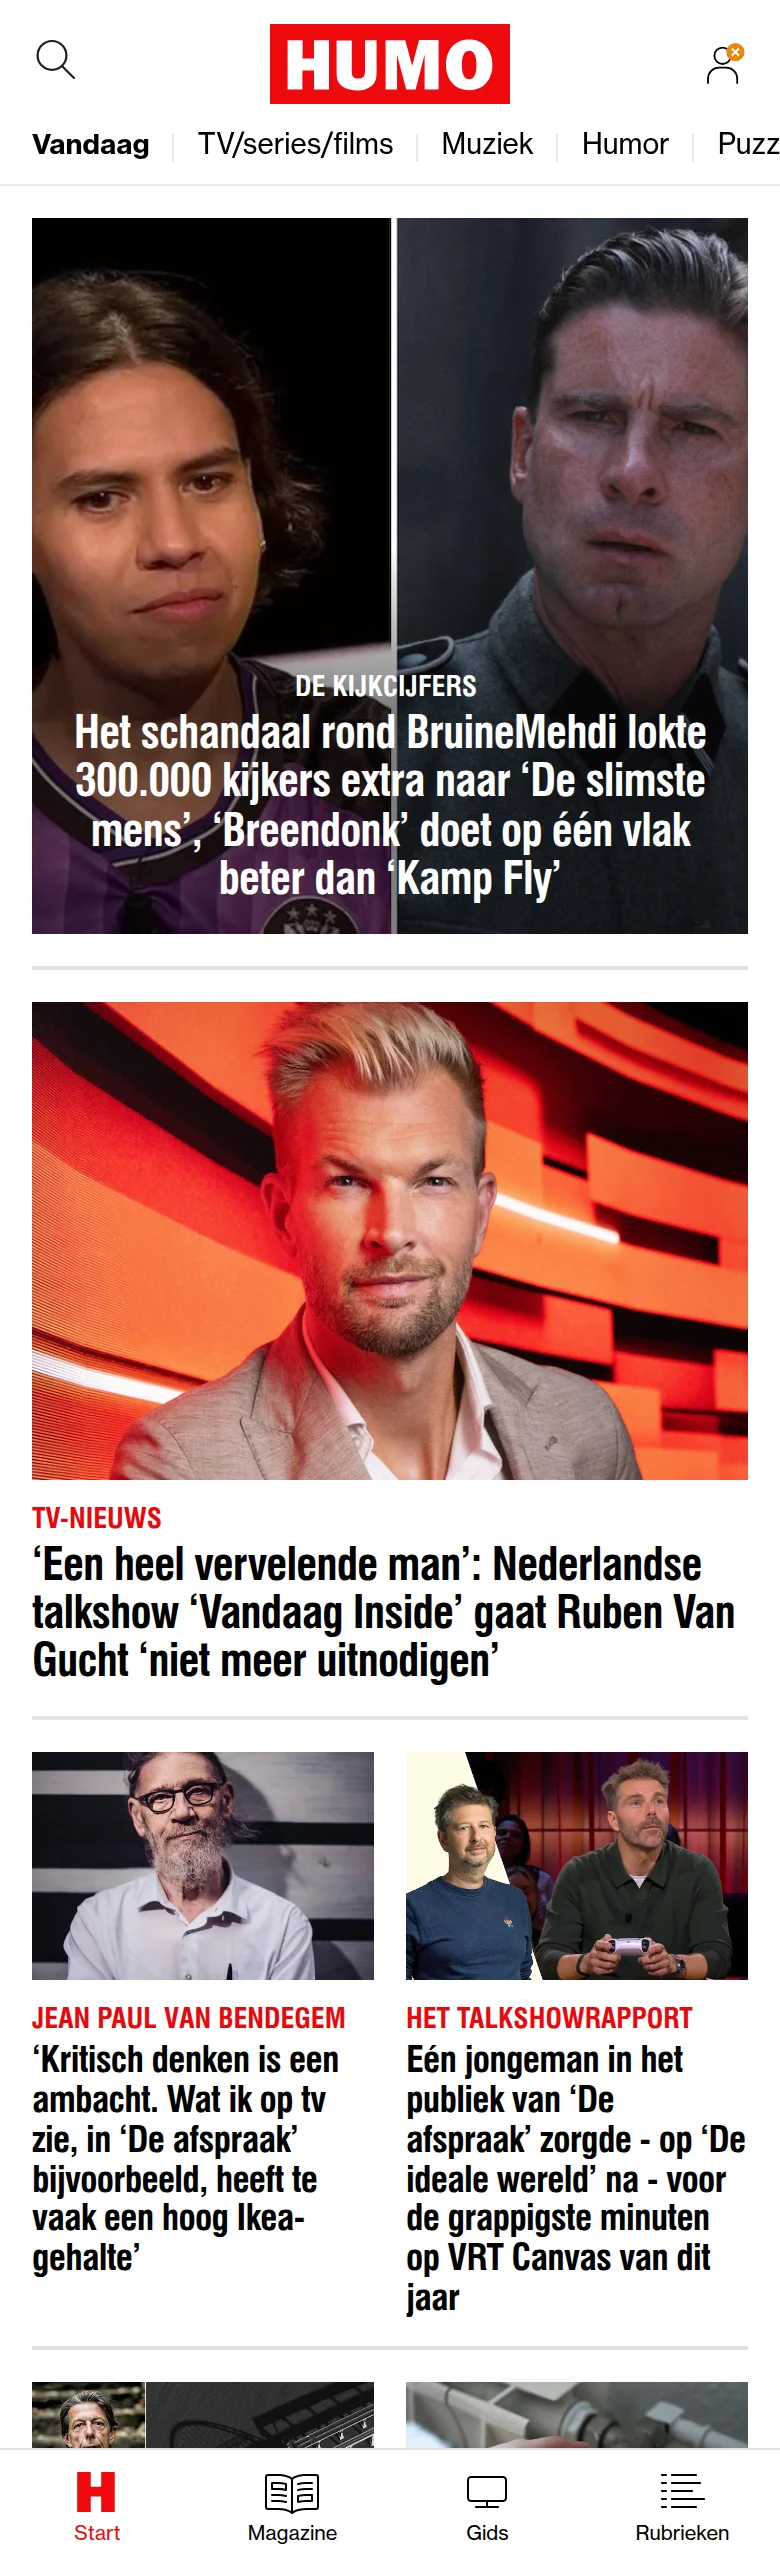 HUMO
Vandaag
TV/series/films
Muziek
Humor
Puzz
DE KIJKCIJFERS
Het schandaal rond BruineMehdi lokte
300.000 kijkers extra naar ‘De slimste
mens’, ‘Breendonk’ doet op één vlak
beter dan ‘Kamp Fly’
TV-NIEUWS
‘Een heel vervelende man’: Nederlandse
talkshow ‘Vandaag Inside’ gaat Ruben Van
Gucht ‘niet meer uitnodigen’
JEAN PAUL VAN BENDEGEM
‘Kritisch denken is een
ambacht. Wat ik op tv
zie, in ‘De afspraak’
bijvoorbeeld, heeft te
vaak een hoog Ikea-
gehalte’
HET TALKSHOWRAPPORT
Eén jongeman in het
publiek van ‘De
afspraak’ zorgde - op ‘De
ideale wereld’ na - voor
de grappigste minuten
op VRT Canvas van dit
jaar
H
Start
Magazine
Gids
Rubrieken